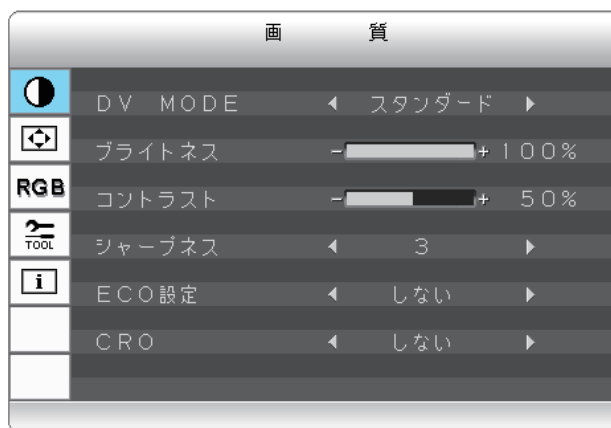 画 質
DV MODE スタンダード
ブライトネス - + 100%
コントラスト - + 50%
RGB
シャープネス 3
TOOL
ECO設定 しない
i
CRO しない